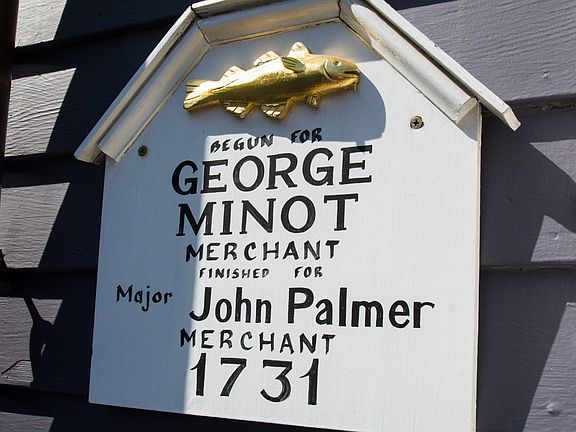 BEGUN FOR
GEORGE
MINOT
MERCHANT
FINISHED FOR
Major John Palmer
MERCHANT
1731